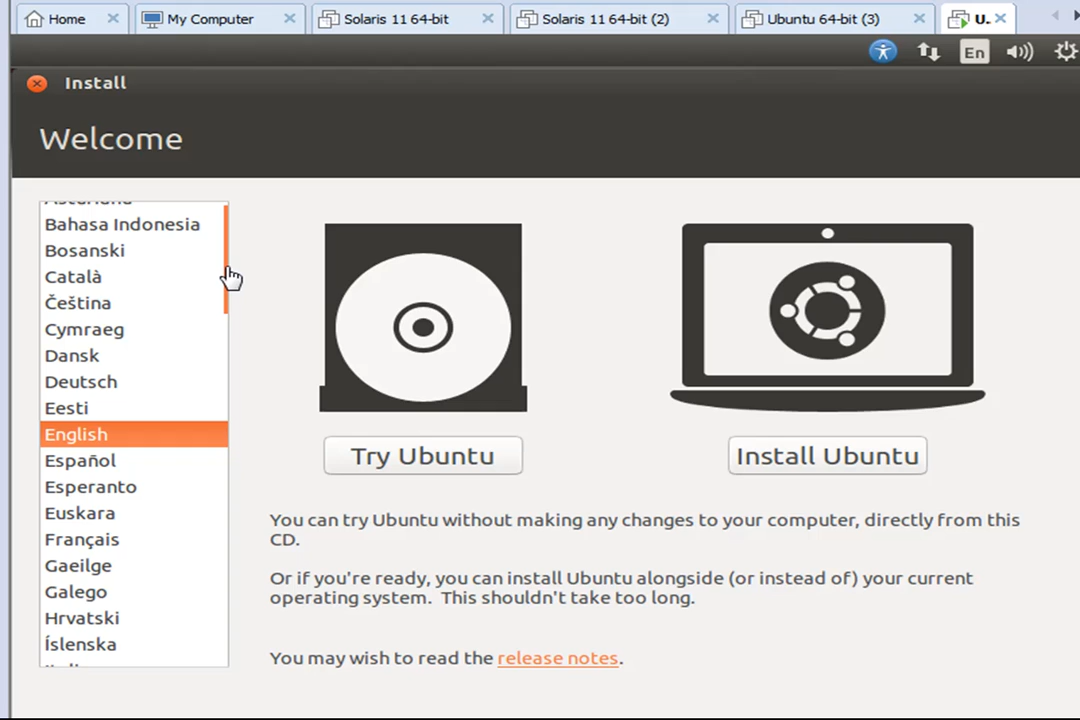 Home
My Computer
Solaris 11 64-bit
Solaris 11 64-bit (2)
Ubuntu 64-bit (3)
U.
En
Install
Welcome
Asturianu
Bahasa Indonesia
Bosanski
Català
Čeština
Cymraeg
Dansk
Deutsch
Eesti
English
Español
Esperanto
Euskara
Français
Gaeilge
Galego
Hrvatski
Íslenska
Try Ubuntu
Install Ubuntu
You can try Ubuntu without making any changes to your computer, directly from this
CD.
Or if you're ready, you can install Ubuntu alongside (or instead of) your current
operating system. This shouldn't take too long.
You may wish to read the release notes.